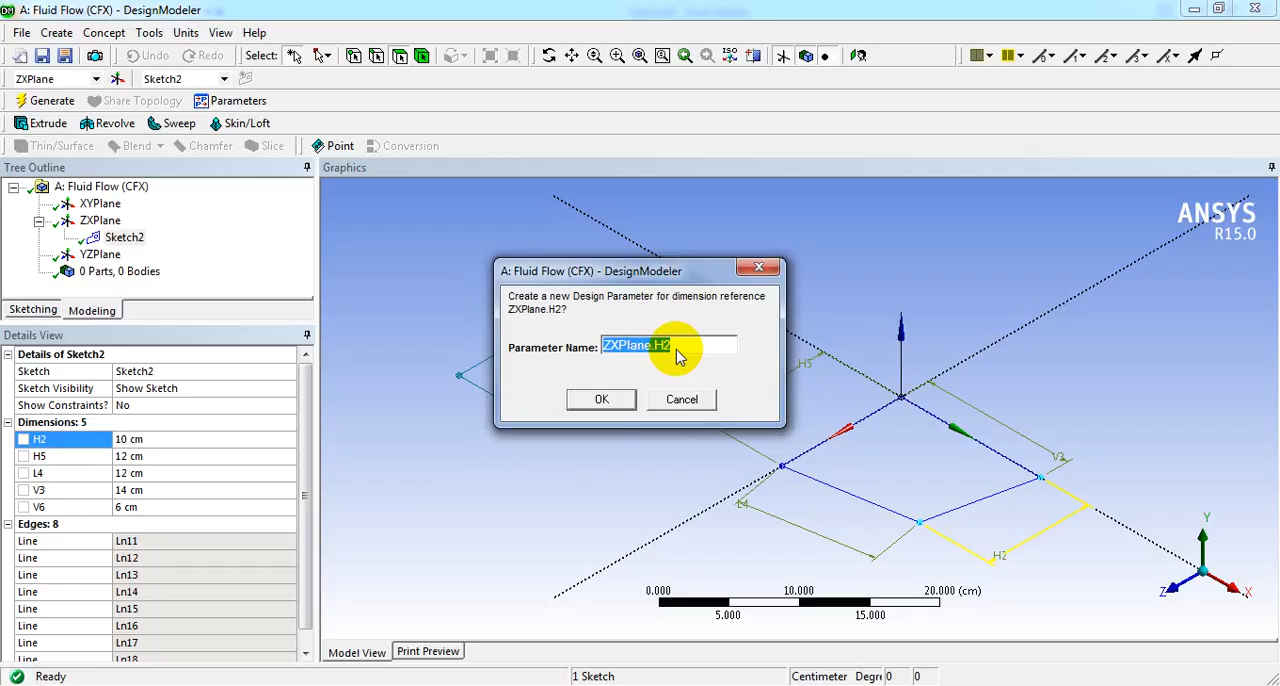 A: Fluid Flow (CFX) - DesignModeler
File Create Concept Tools Units View Help
Undo Redo Select:
ZXPlane Sketch2
Generate Share Topology Parameters
Extrude Revolve Sweep Skin/Loft
Thin/Surface Blend Chamfer Slice Point Conversion
Tree Outline
A: Fluid Flow (CFX)
XYPlane
ZXPlane
Sketch2
YZPlane
0 Parts, 0 Bodies
Sketching Modeling
Details View
Details of Sketch2
Sketch Sketch2
Sketch Visibility Show Sketch
Show Constraints? No
Dimensions: 5
H2 10 cm
H5 12 cm
L4 12 cm
V3 14 cm
V6 6 cm
Edges: 8
Line Ln11
Line Ln12
Line Ln13
Line Ln14
Line Ln15
Line Ln16
Line Ln17
Line Ln18
Graphics
ANSYS
R15.0
A: Fluid Flow (CFX) - DesignModeler
Create a new Design Parameter for dimension reference
ZXPlane.H2?
Parameter Name: ZXPlane.H2
OK Cancel
H5
V3
L4
H2
0.000 10.000 20.000 (cm)
5.000 15.000
Y
Z
X
Model View Print Preview
Ready 1 Sketch Centimeter Degre 0 0